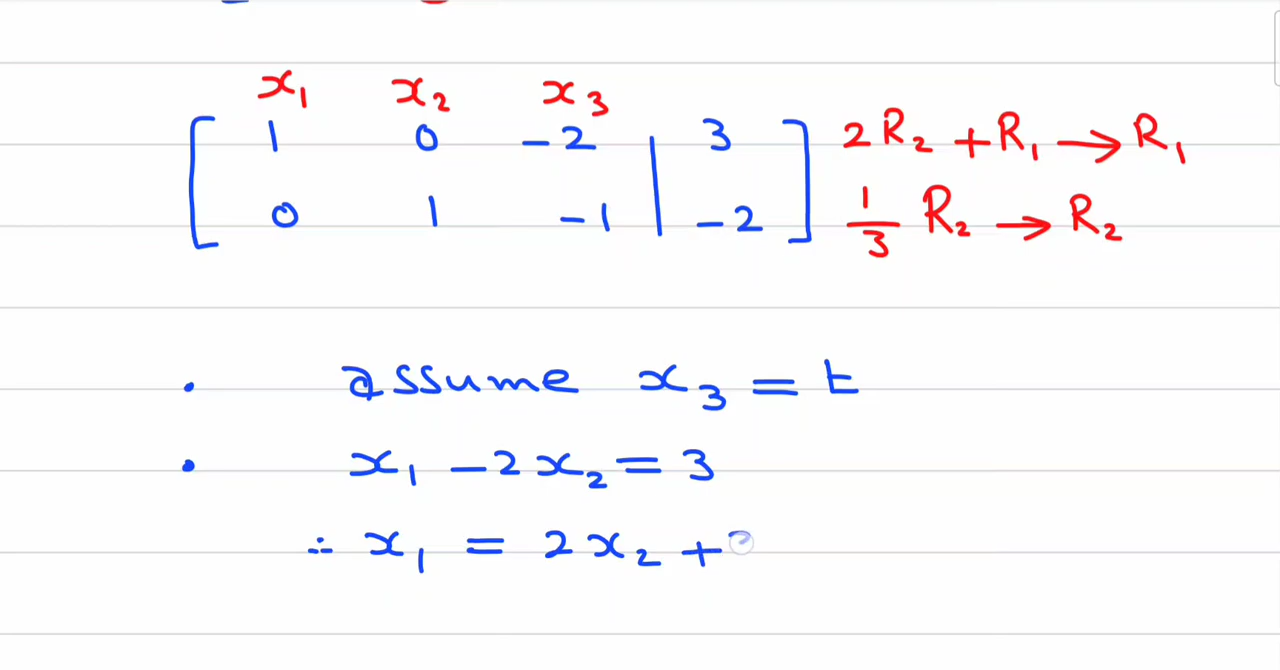 x₁ x₂ x₃
[ 1 0 -2 | 3 ] 2R₂ + R₁ → R₁
[ 0 1 -1 | -2 ] 1/3 R₂ → R₂
• assume x₃ = t
• x₁ - 2x₂ = 3
∴ x₁ = 2x₂ +